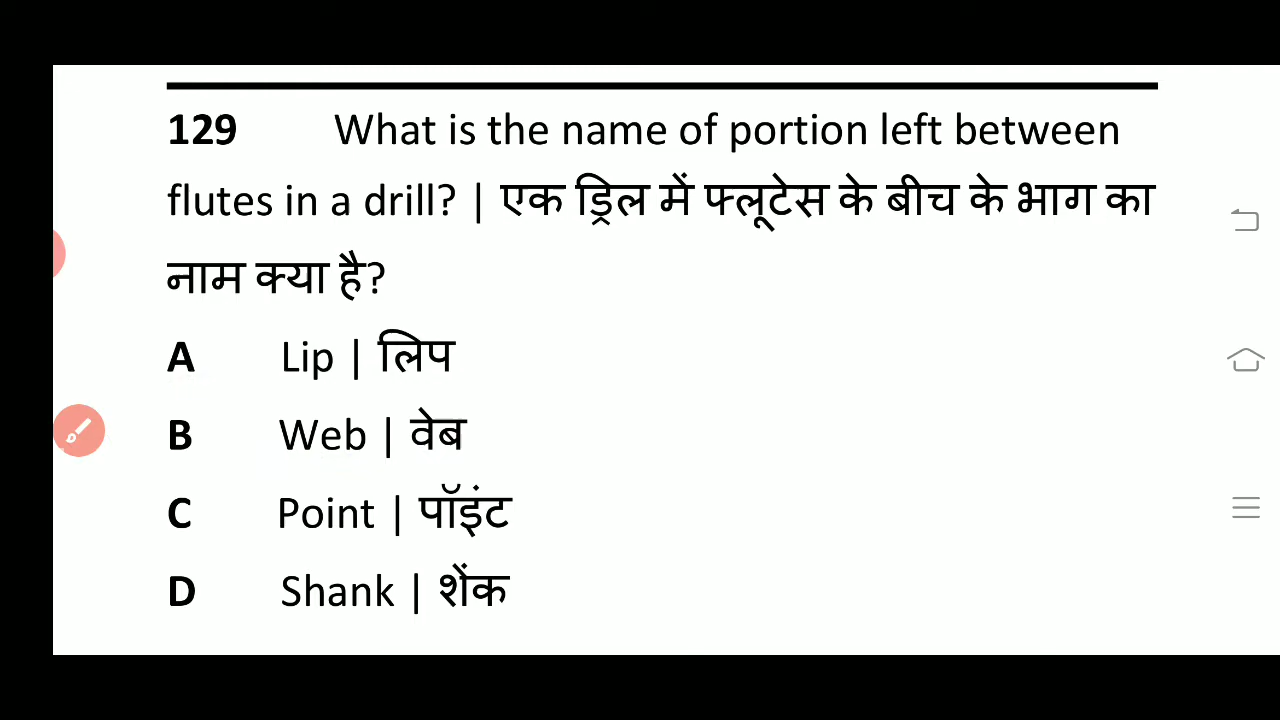 129 What is the name of portion left between
flutes in a drill? | एक ड्रिल में फ्लूटेस के बीच के भाग का
नाम क्या है?
A Lip | लिप
B Web | वेब
C Point | पॉइंट
D Shank | शेंक